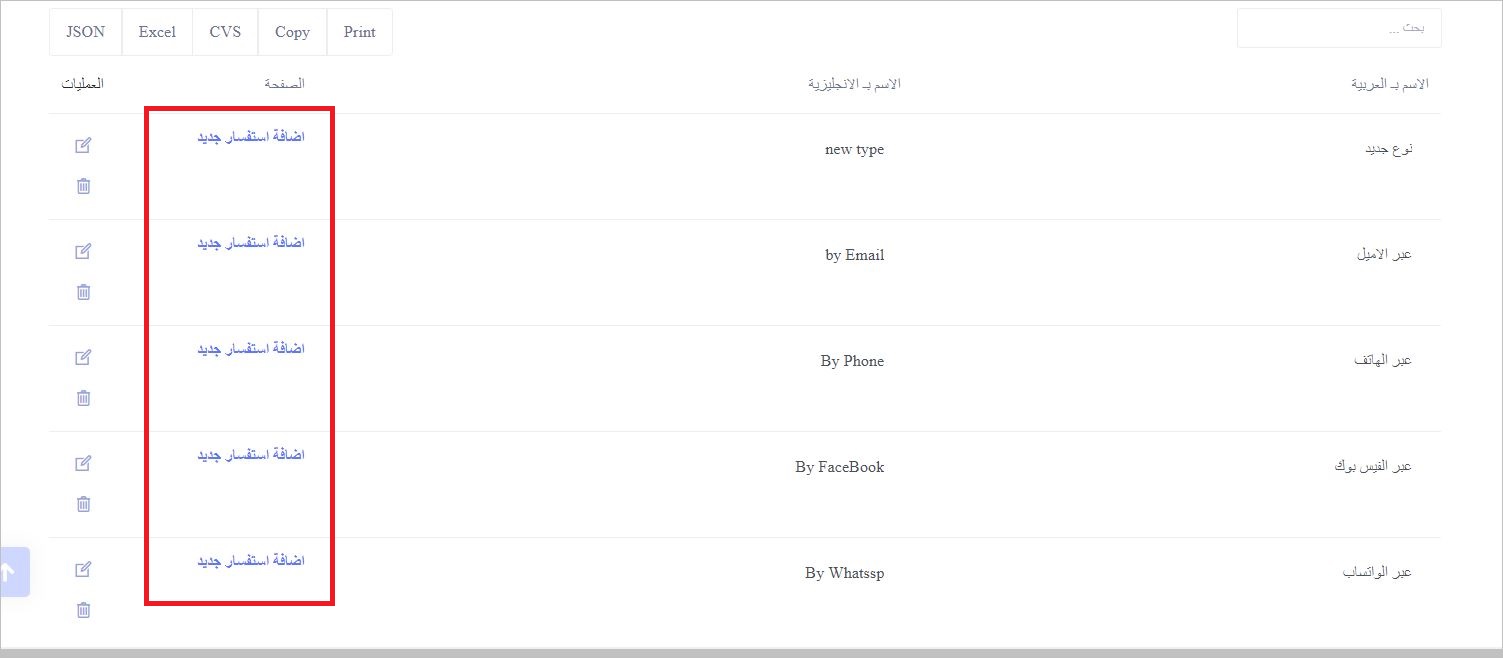 JSON Excel CVS Copy Print
بحث ...
الاسم بـ العربية الاسم بـ الانجليزية الصفحة العمليات
نوع جديد new type اضافة استفسار جديد
عبر الاميل by Email اضافة استفسار جديد
عبر الهاتف By Phone اضافة استفسار جديد
عبر الفيس بوك By FaceBook اضافة استفسار جديد
عبر الواتساب By Whatssp اضافة استفسار جديد